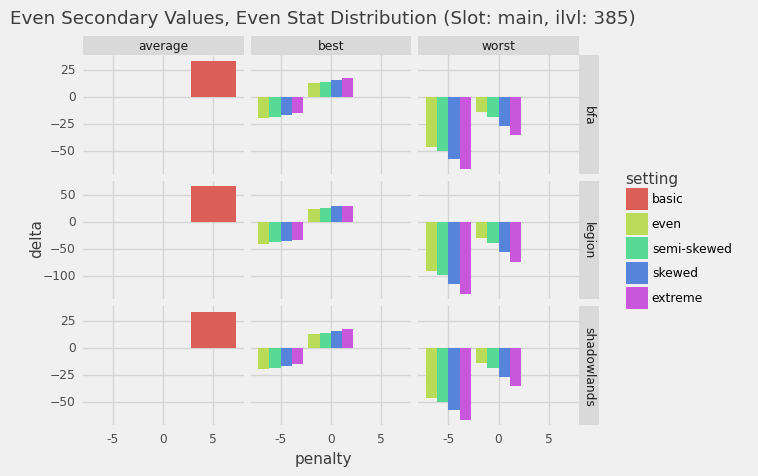 Even Secondary Values, Even Stat Distribution (Slot: main, ilvl: 385)
average best worst
25
0
−25
−50
bfa
50
0
−50
−100
legion
25
0
−25
−50
shadowlands
-5 0 5 -5 0 5 -5 0 5
delta
penalty
setting
basic
even
semi-skewed
skewed
extreme